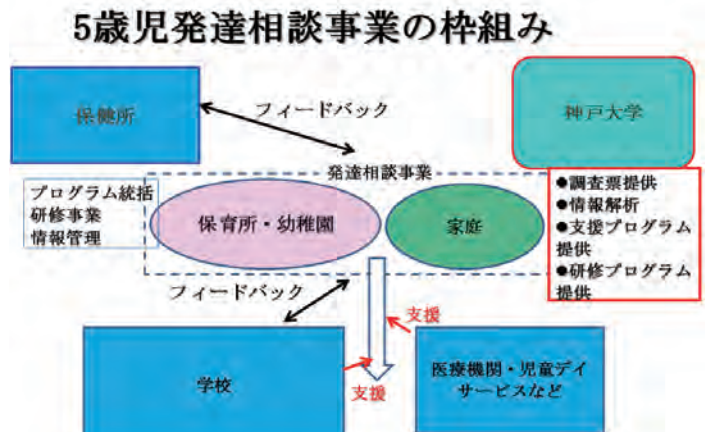 5歳児発達相談事業の枠組み
保健所
フィードバック
神戸大学
発達相談事業
プログラム統括
研修事業
情報管理
保育所・幼稚園
家庭
●調査票提供
●情報解析
●支援プログラム
提供
●研修プログラム
提供
フィードバック
支援
学校
支援
医療機関・児童デイ
サービスなど